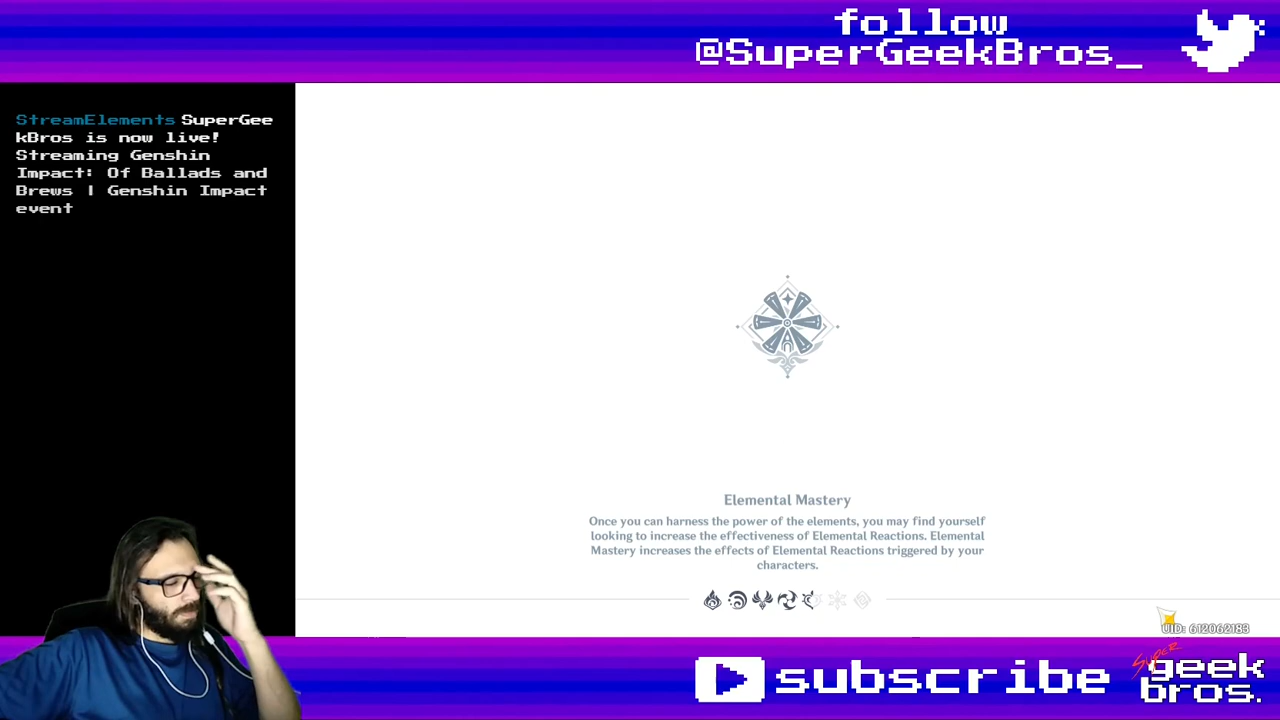 follow
@SuperGeekBros_
StreamElements SuperGee
kBros is now live!
Streaming Genshin
Impact: Of Ballads and
Brews | Genshin Impact
event
Elemental Mastery
Once you can harness the power of the elements, you may find yourself
looking to increase the effectiveness of Elemental Reactions. Elemental
Mastery increases the effects of Elemental Reactions triggered by your
characters.
UID: 612062183
subscribe
Super
geek
bros.